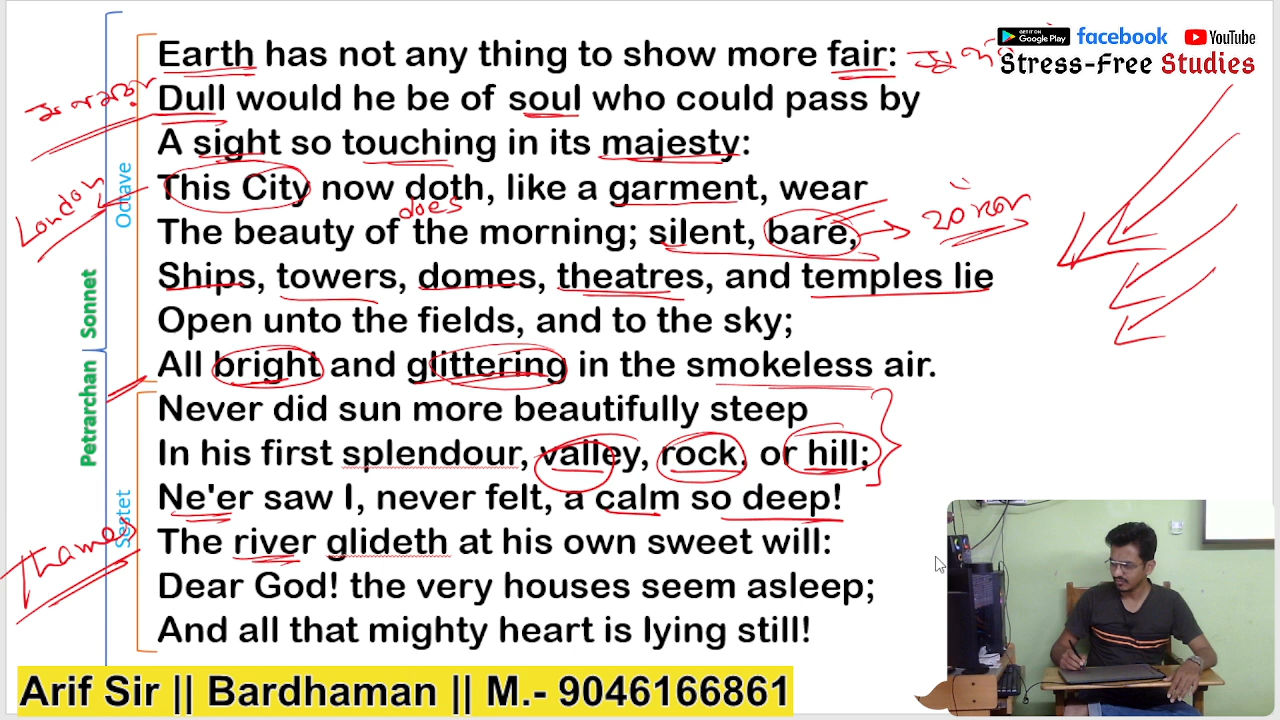 GET IT ON Google Play facebook YouTube
Stress-Free Studies
Earth has not any thing to show more fair:
Dull would he be of soul who could pass by
A sight so touching in its majesty:
This City now doth, like a garment, wear
does
The beauty of the morning; silent, bare,
Ships, towers, domes, theatres, and temples lie
Open unto the fields, and to the sky;
All bright and glittering in the smokeless air.
Never did sun more beautifully steep
In his first splendour, valley, rock, or hill;
Ne'er saw I, never felt, a calm so deep!
The river glideth at his own sweet will:
Dear God! the very houses seem asleep;
And all that mighty heart is lying still!
Octave
London
Petrarchan Sonnet
Sestet
Thames
Arif Sir || Bardhaman || M.- 9046166861